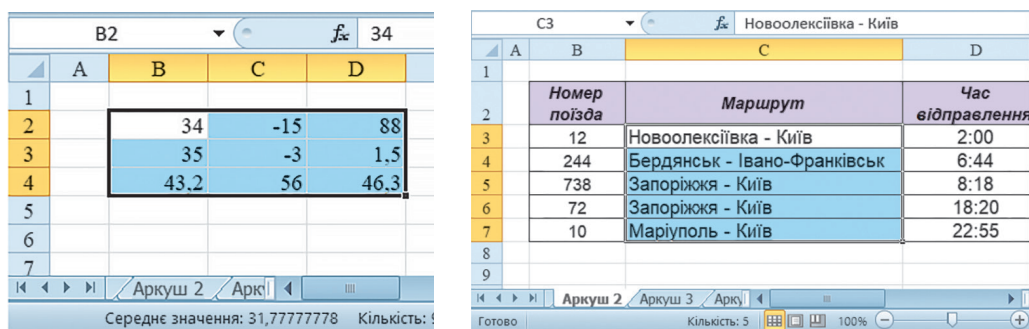 B2 fx 34
A B C D
1
2 34 -15 88
3 35 -3 1,5
4 43,2 56 46,3
5
6
7
Аркуш 2 Арку
Середнє значення: 31,77777778 Кількість:
C3 fx Новоолексіївка - Київ
A B C D
1
2 Номер поїзда Маршрут Час відправлення
3 12 Новоолексіївка - Київ 2:00
4 244 Бердянськ - Івано-Франківськ 6:44
5 738 Запоріжжя - Київ 8:18
6 72 Запоріжжя - Київ 18:20
7 10 Маріуполь - Київ 22:55
8
9
Аркуш 2 Аркуш 3 Арку
Готово Кількість: 5 100%